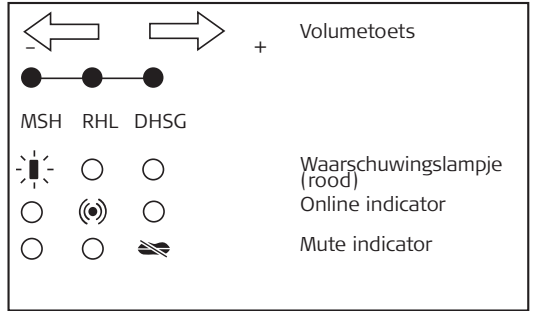 - + Volumetoets
MSH RHL DHSG
Waarschuwingslampje
(rood)
Online indicator
Mute indicator